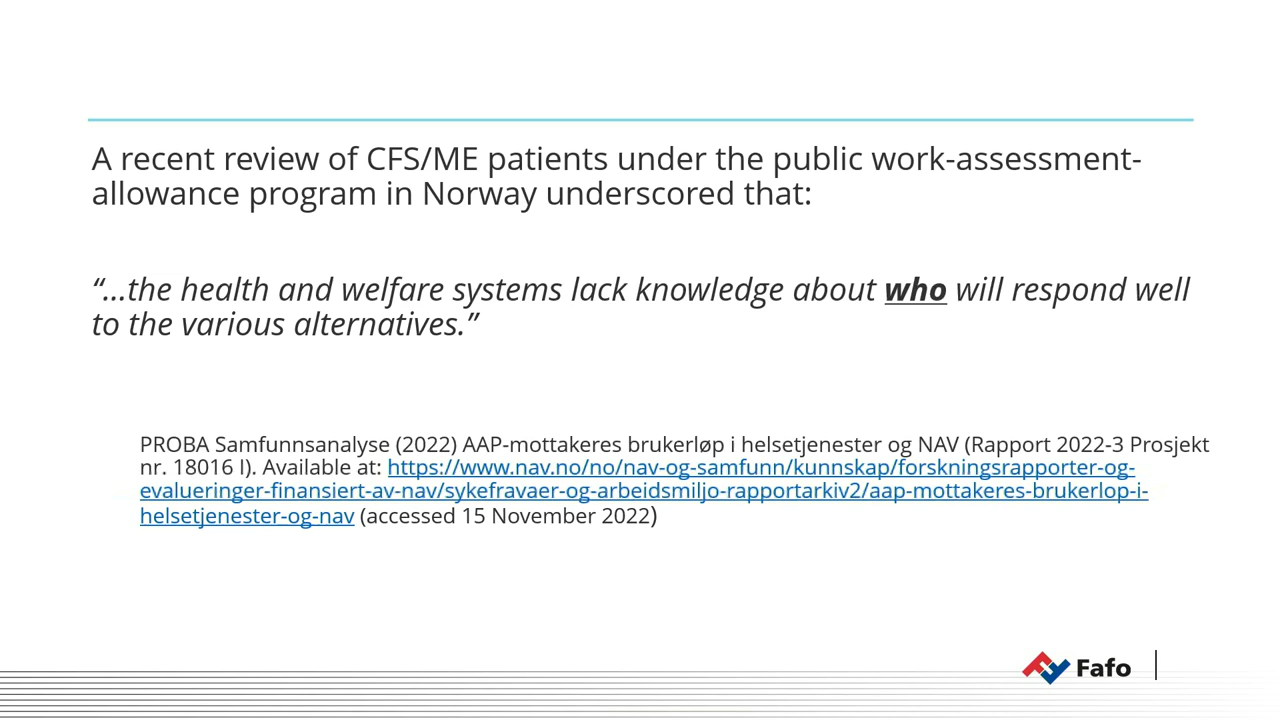 A recent review of CFS/ME patients under the public work-assessment-
allowance program in Norway underscored that:
“…the health and welfare systems lack knowledge about who will respond well
to the various alternatives.”
PROBA Samfunnsanalyse (2022) AAP-mottakeres brukerløp i helsetjenester og NAV (Rapport 2022-3 Prosjekt
nr. 18016 I). Available at: https://www.nav.no/no/nav-og-samfunn/kunnskap/forskningsrapporter-og-
evalueringer-finansiert-av-nav/sykefravaer-og-arbeidsmiljo-rapportarkiv2/aap-mottakeres-brukerlop-i-
helsetjenester-og-nav (accessed 15 November 2022)
Fafo